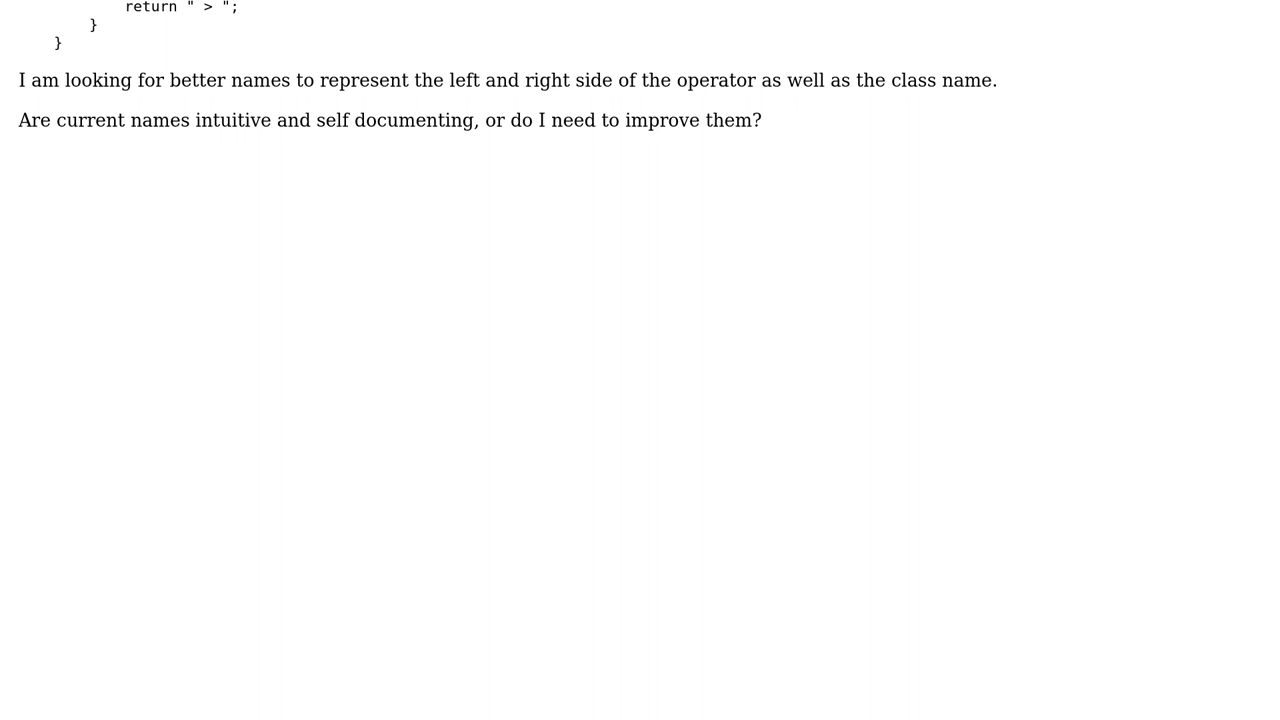 return " > ";
}
}
I am looking for better names to represent the left and right side of the operator as well as the class name.
Are current names intuitive and self documenting, or do I need to improve them?